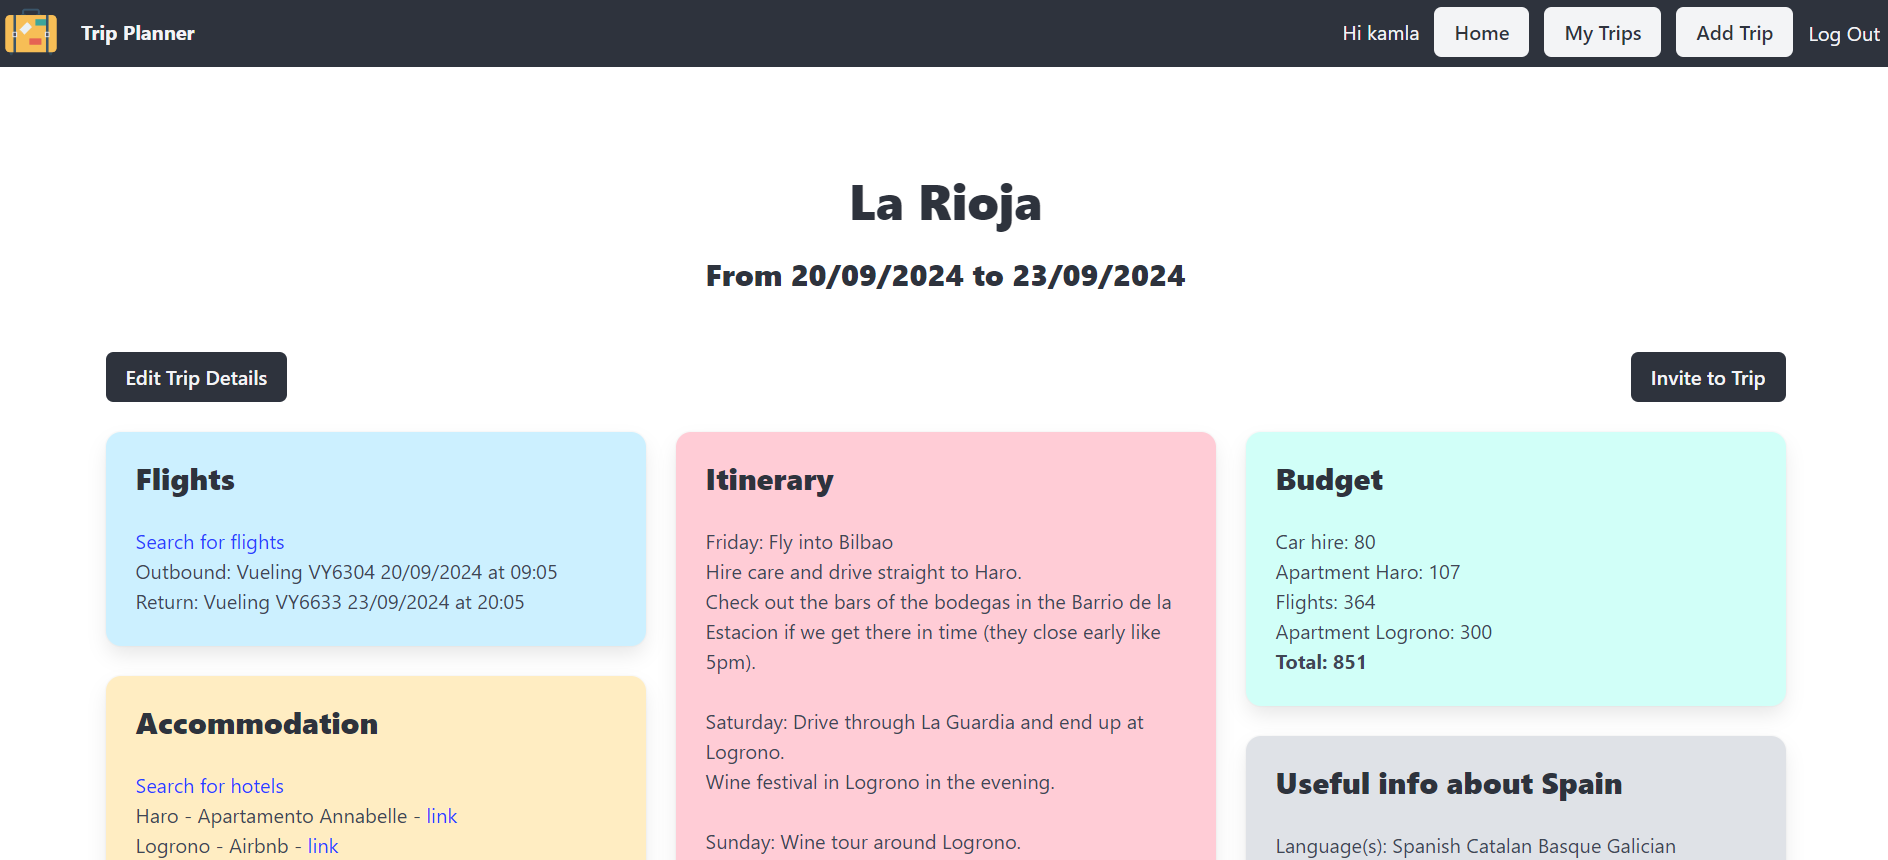 Trip Planner
Hi kamla
Home
My Trips
Add Trip
Log Out
La Rioja
From 20/09/2024 to 23/09/2024
Edit Trip Details
Invite to Trip
Flights
Search for flights
Outbound: Vueling VY6304 20/09/2024 at 09:05
Return: Vueling VY6633 23/09/2024 at 20:05
Accommodation
Search for hotels
Haro - Apartamento Annabelle - link
Logrono - Airbnb - link
Itinerary
Friday: Fly into Bilbao
Hire care and drive straight to Haro.
Check out the bars of the bodegas in the Barrio de la
Estacion if we get there in time (they close early like
5pm).
Saturday: Drive through La Guardia and end up at
Logrono.
Wine festival in Logrono in the evening.
Sunday: Wine tour around Logrono.
Budget
Car hire: 80
Apartment Haro: 107
Flights: 364
Apartment Logrono: 300
Total: 851
Useful info about Spain
Language(s): Spanish Catalan Basque Galician